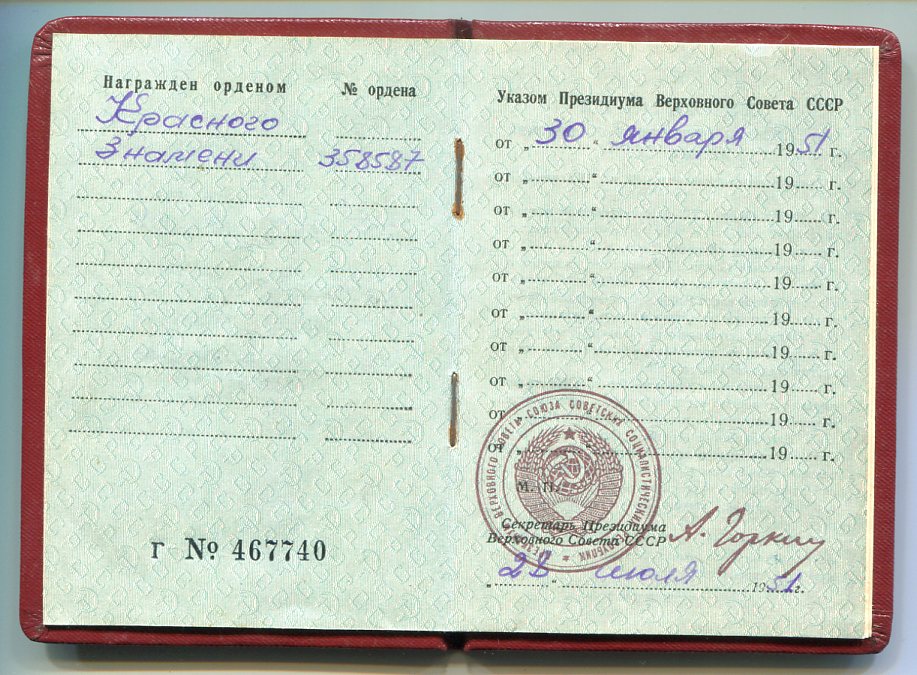 Награжден орденом № ордена
Красного
Знамени 358587
г № 467740
Указом Президиума Верховного Совета СССР
от „ 30 “ января 1951 г.
от „ “ 19 г.
от „ “ 19 г.
от „ “ 19 г.
от „ “ 19 г.
от „ “ 19 г.
от „ “ 19 г.
от „ “ 19 г.
от „ “ 19 г.
от „ “ 19 г.
ВЕРХОВНОГО СОВЕТА СОЮЗА СОВЕТСКИХ СОЦИАЛИСТИЧЕСКИХ
М. П.
Секретарь Президиума
Верховного Совета СССР А. Горкин
„ 28 “ июля 1951 г.